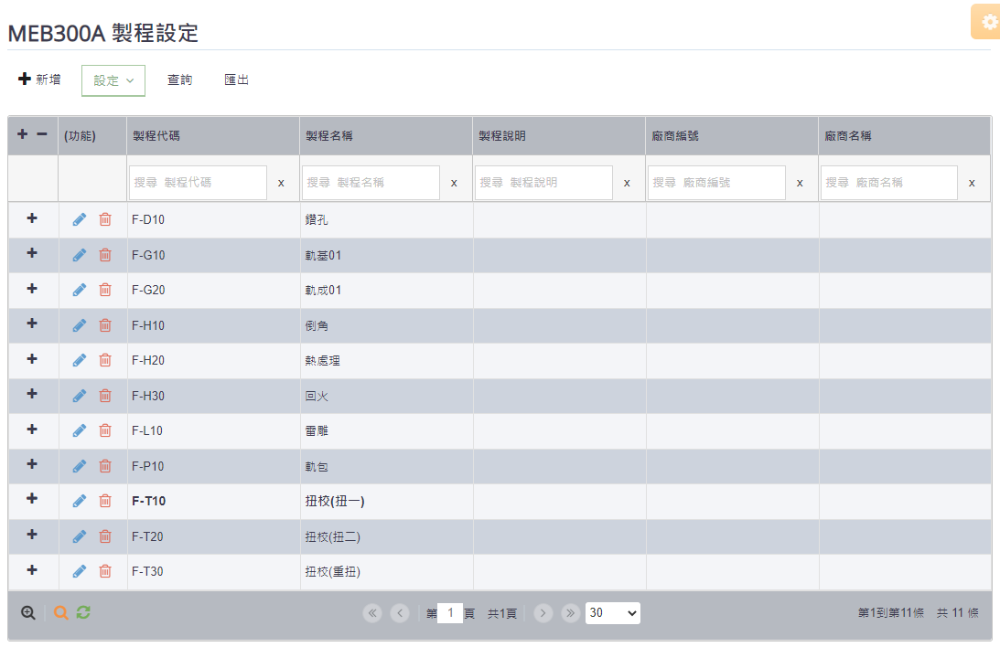 MEB300A 製程設定
新增 設定 查詢 匯出
(功能) 製程代碼 製程名稱 製程說明 廠商編號 廠商名稱
搜尋 製程代碼 x 搜尋 製程名稱 x 搜尋 製程說明 x 搜尋 廠商編號 x 搜尋 廠商名稱 x
F-D10 鑽孔
F-G10 軌基01
F-G20 軌成01
F-H10 倒角
F-H20 熱處理
F-H30 回火
F-L10 雷雕
F-P10 軌包
F-T10 扭校(扭一)
F-T20 扭校(扭二)
F-T30 扭校(重扭)
第 1 頁 共1頁 30 第1到第11條 共 11 條